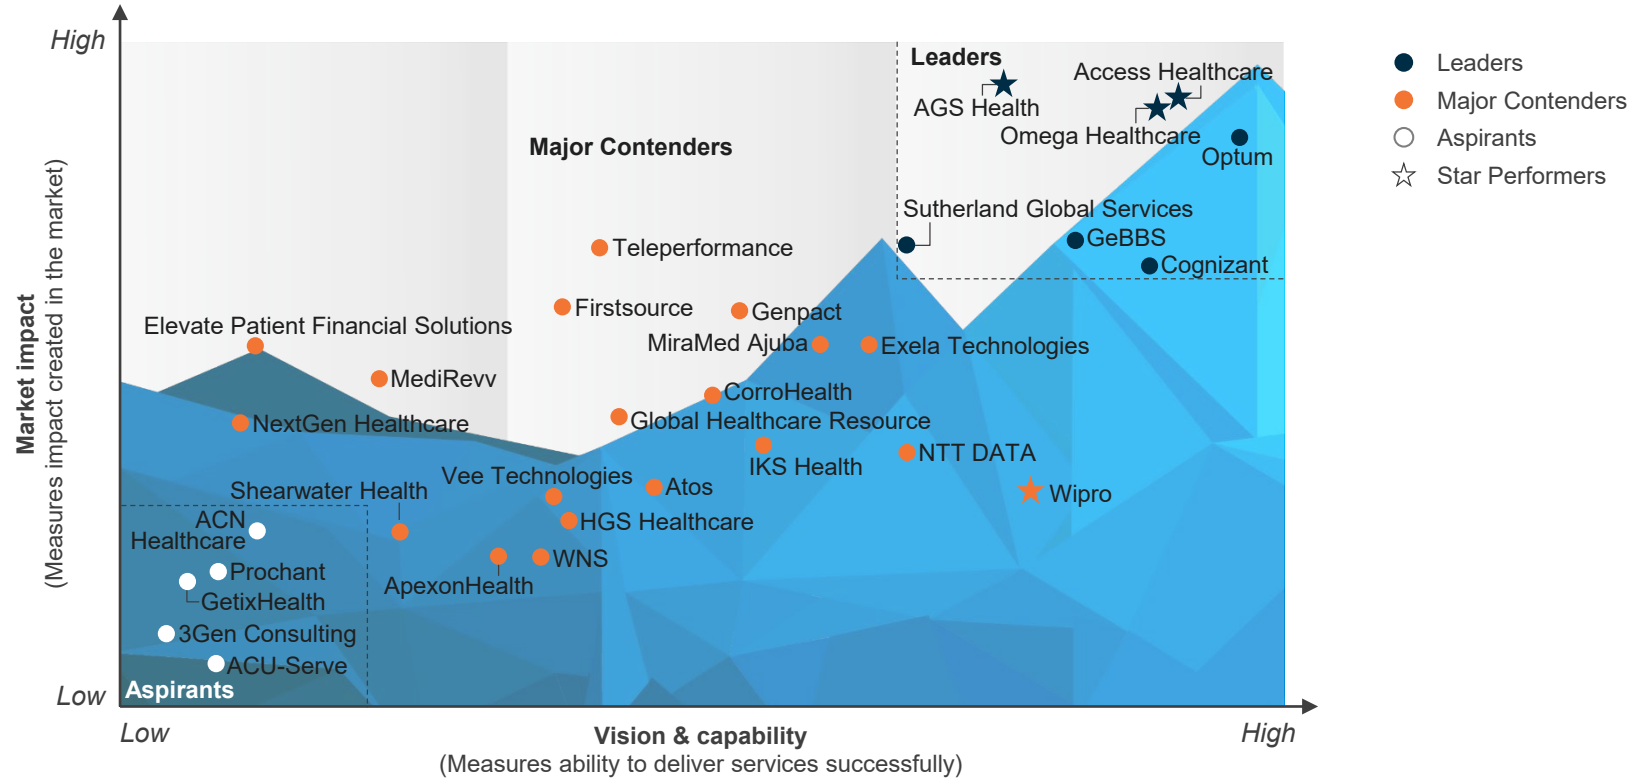 High
Leaders
Access Healthcare
AGS Health
Omega Healthcare
Optum
Major Contenders
Sutherland Global Services
GeBBS
Cognizant
Teleperformance
Firstsource
Genpact
Elevate Patient Financial Solutions
MiraMed Ajuba
Exela Technologies
MediRevv
CorroHealth
NextGen Healthcare
Global Healthcare Resource
IKS Health
NTT DATA
Vee Technologies
Atos
Wipro
Shearwater Health
HGS Healthcare
ACN
Healthcare
WNS
ApexonHealth
Prochant
GetixHealth
3Gen Consulting
ACU-Serve
Aspirants
Low
Market impact
(Measures impact created in the market)
Low
High
Vision & capability
(Measures ability to deliver services successfully)
Leaders
Major Contenders
Aspirants
Star Performers